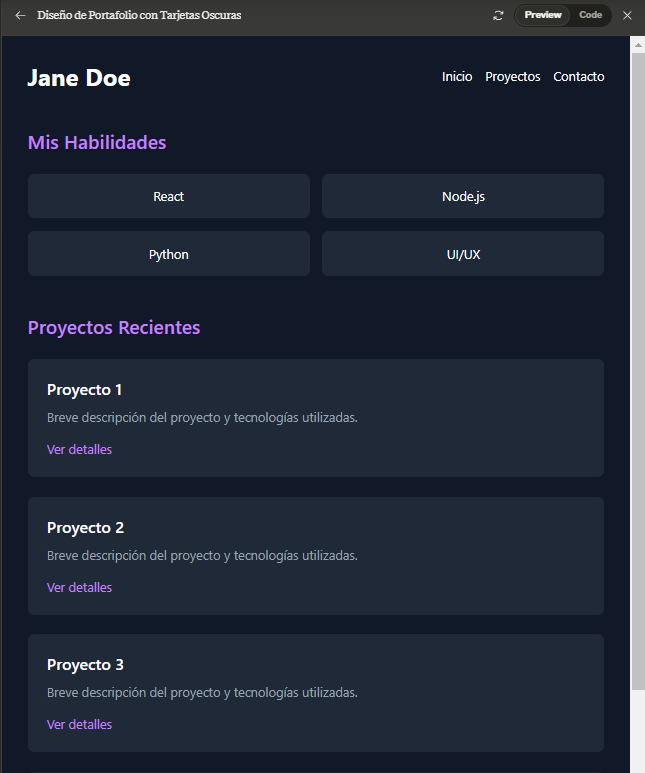 Diseño de Portafolio con Tarjetas Oscuras
Preview Code
Jane Doe
Inicio Proyectos Contacto
Mis Habilidades
React
Node.js
Python
UI/UX
Proyectos Recientes
Proyecto 1
Breve descripción del proyecto y tecnologías utilizadas.
Ver detalles
Proyecto 2
Breve descripción del proyecto y tecnologías utilizadas.
Ver detalles
Proyecto 3
Breve descripción del proyecto y tecnologías utilizadas.
Ver detalles